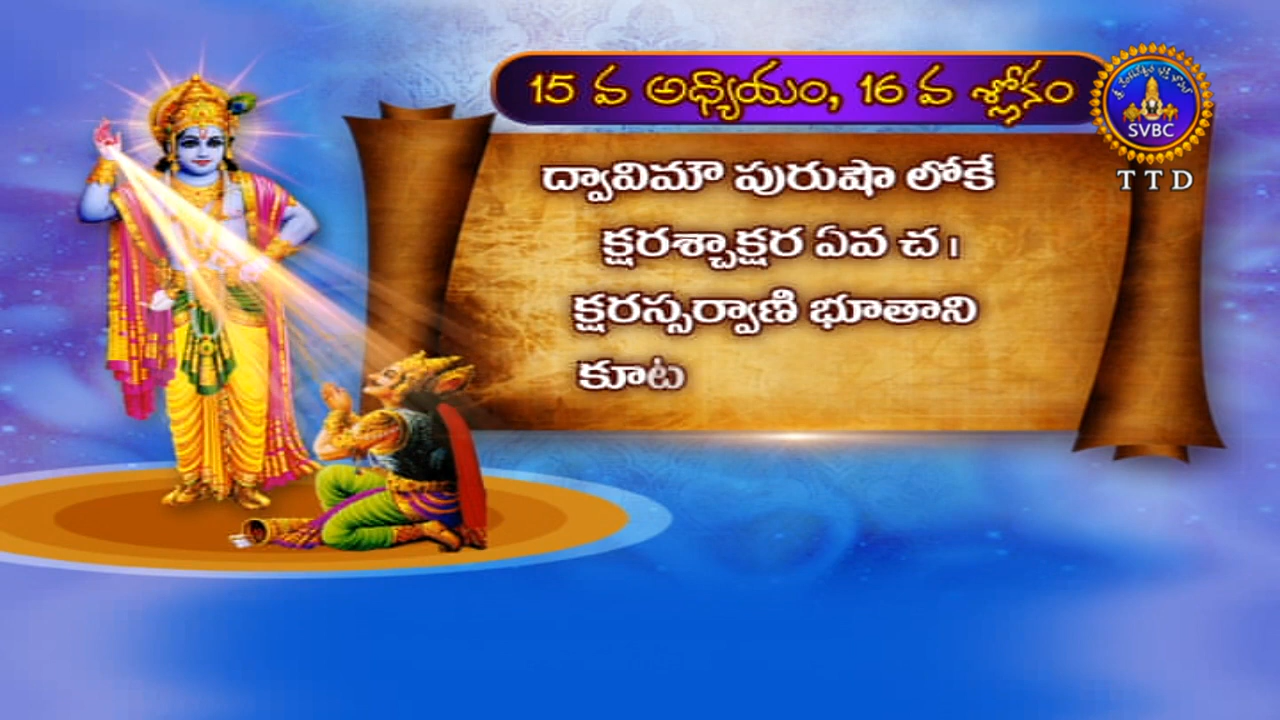 15 వ అధ్యాయం, 16 వ శ్లోకం
SVBC
TTD
ద్వావిమౌ పురుషౌ లోకే
క్షరశ్చాక్షర ఏవ చ।
క్షరస్సర్వాణి భూతాని
కూట